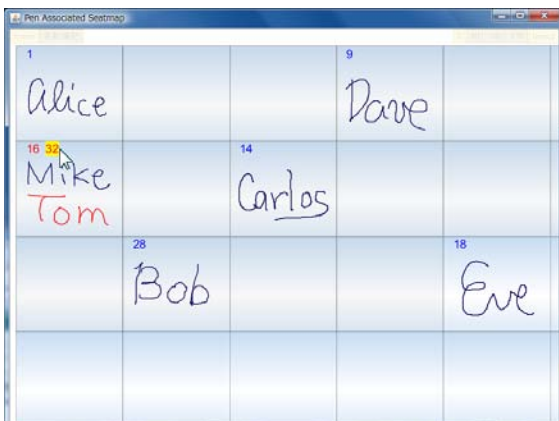 Pen Associated Seatmap
1 9
Alice Dave
16 32 14
Mike Carlos
Tom
28 18
Bob Eve